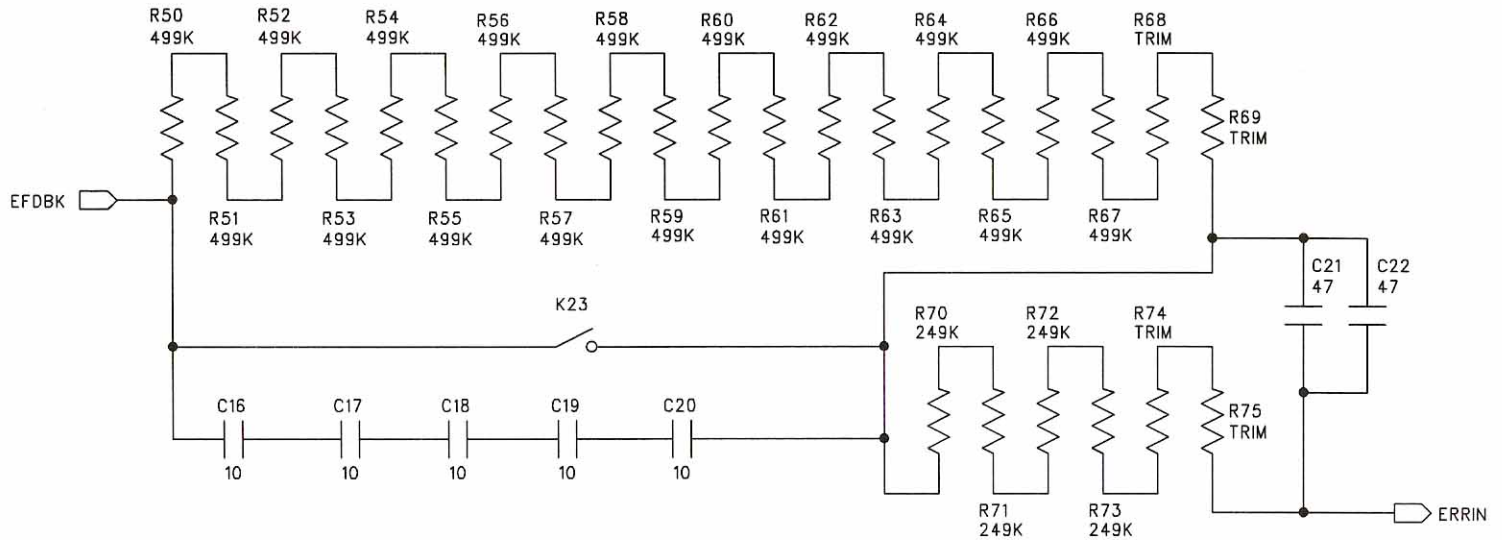 R50
499K
R52
499K
R54
499K
R56
499K
R58
499K
R60
499K
R62
499K
R64
499K
R66
499K
R68
TRIM
R69
TRIM
EFDBK
R51
499K
R53
499K
R55
499K
R57
499K
R59
499K
R61
499K
R63
499K
R65
499K
R67
499K
C21
47
C22
47
K23
R70
249K
R72
249K
R74
TRIM
C16
10
C17
10
C18
10
C19
10
C20
10
R75
TRIM
R71
249K
R73
249K
ERRIN